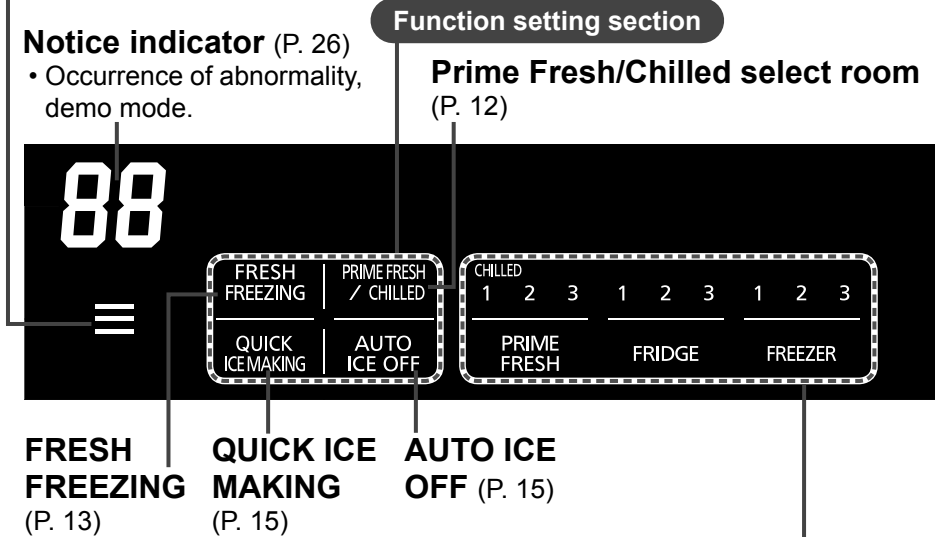 Function setting section
Notice indicator (P. 26)
• Occurrence of abnormality,
demo mode.
Prime Fresh/Chilled select room
(P. 12)
88
FRESH
FREEZING
PRIME FRESH
/ CHILLED
QUICK
ICE MAKING
AUTO
ICE OFF
CHILLED
1 2 3 1 2 3 1 2 3
PRIME
FRESH
FRIDGE
FREEZER
FRESH
FREEZING
(P. 13)
QUICK ICE
MAKING
(P. 15)
AUTO ICE
OFF (P. 15)